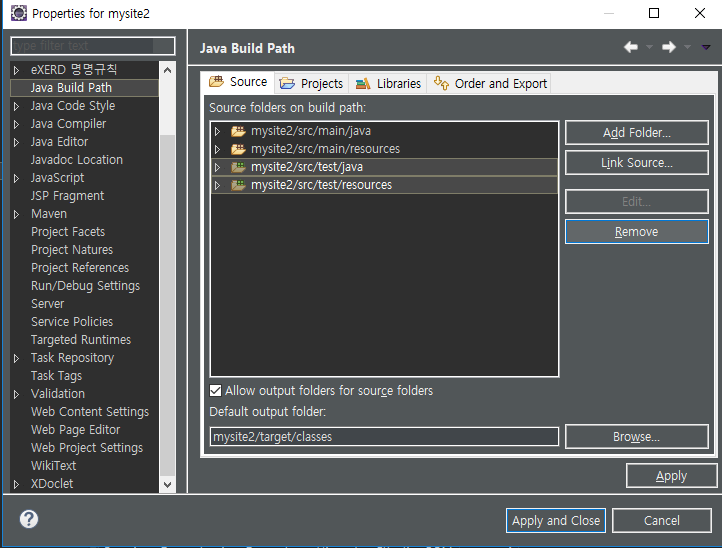 Properties for mysite2
type filter text
eXERD 명명규칙
Java Build Path
Java Code Style
Java Compiler
Java Editor
Javadoc Location
JavaScript
JSP Fragment
Maven
Project Facets
Project Natures
Project References
Run/Debug Settings
Server
Service Policies
Targeted Runtimes
Task Repository
Task Tags
Validation
Web Content Settings
Web Page Editor
Web Project Settings
WikiText
XDoclet
Java Build Path
Source
Projects
Libraries
Order and Export
Source folders on build path:
mysite2/src/main/java
mysite2/src/main/resources
mysite2/src/test/java
mysite2/src/test/resources
Add Folder...
Link Source...
Edit...
Remove
Allow output folders for source folders
Default output folder:
mysite2/target/classes
Browse...
Apply
Apply and Close
Cancel